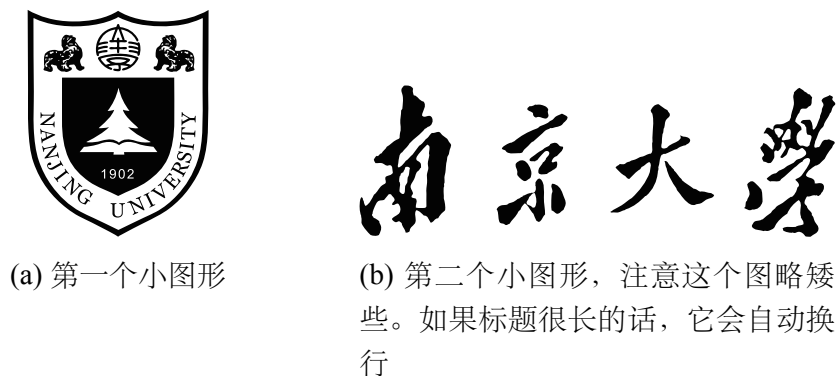 NANJING UNIVERSITY
1902
南京大學
(a) 第一个小图形
(b) 第二个小图形，注意这个图略矮
些。如果标题很长的话，它会自动换
行